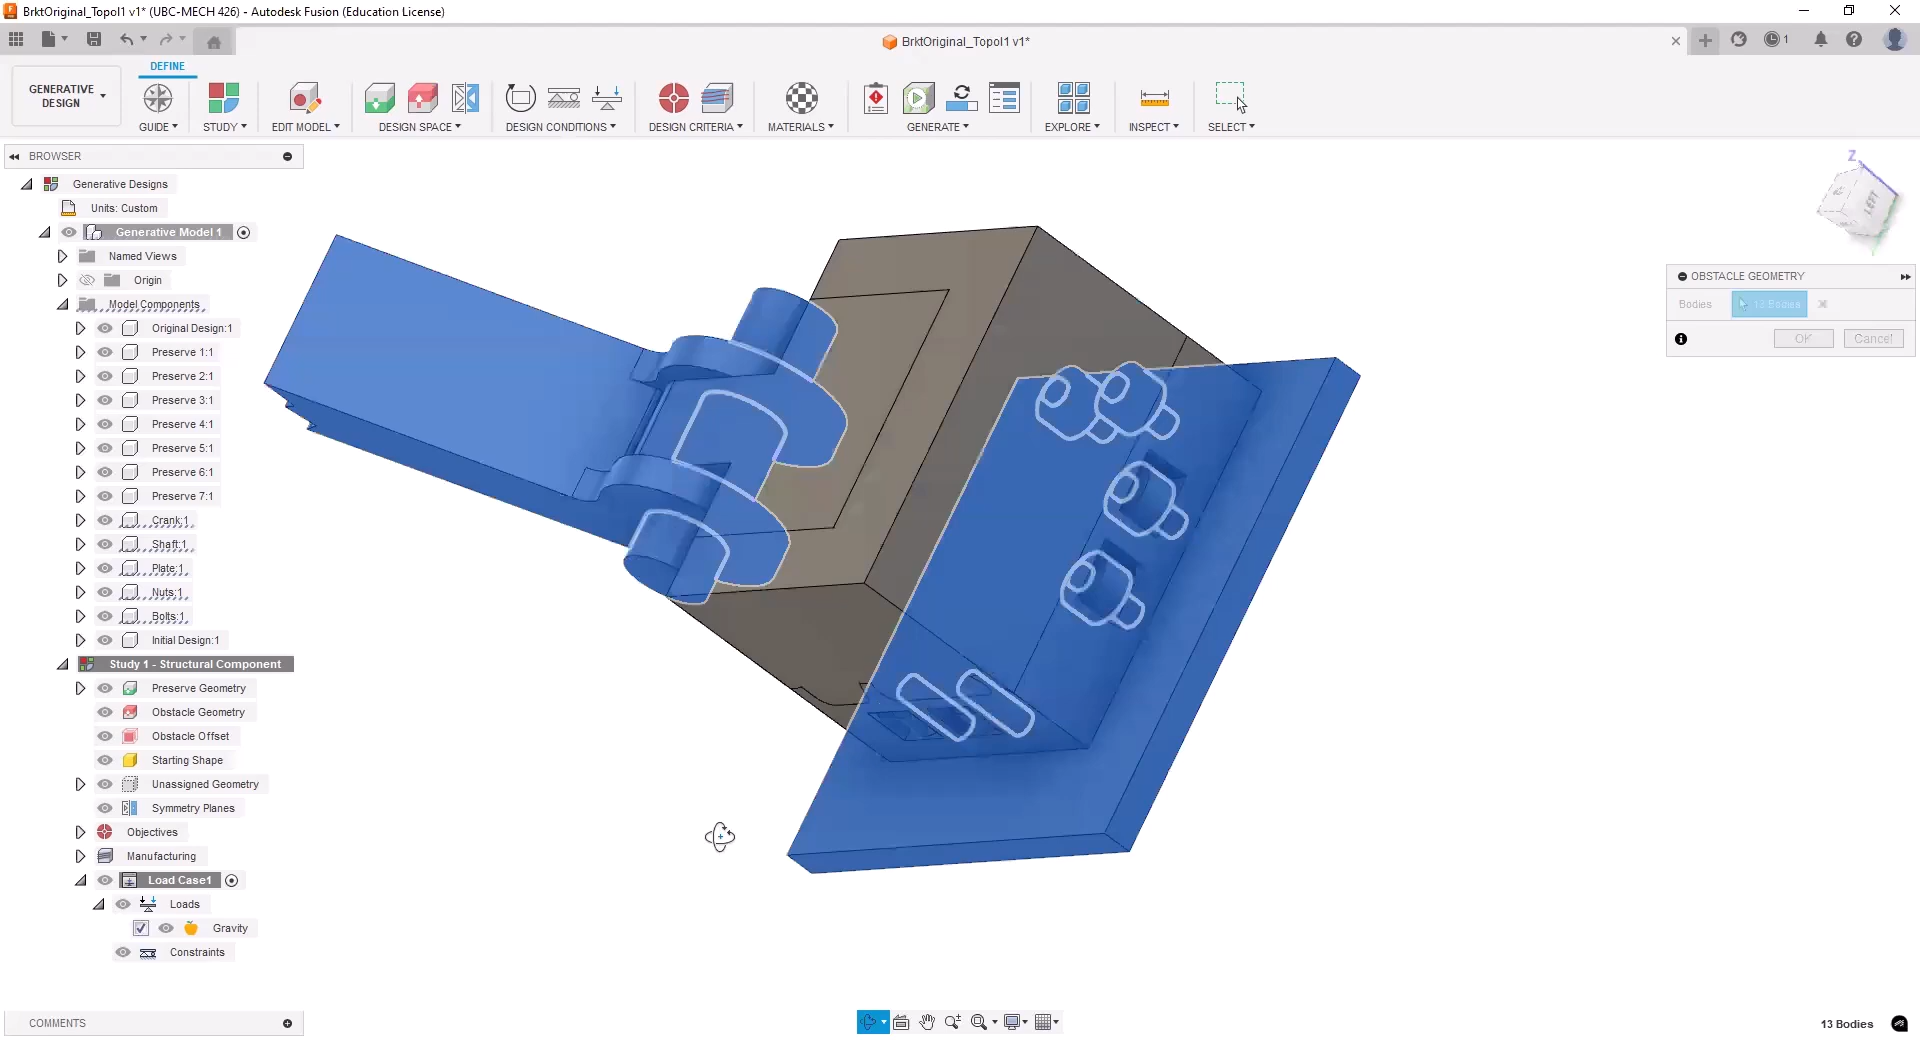 BrktOriginal_Topol1 v1* (UBC-MECH 426) - Autodesk Fusion (Education License)
BrktOriginal_Topol1 v1*
1
DEFINE
GENERATIVE
DESIGN
GUIDE
STUDY
EDIT MODEL
DESIGN SPACE
DESIGN CONDITIONS
DESIGN CRITERIA
MATERIALS
GENERATE
EXPLORE
INSPECT
SELECT
BROWSER
Generative Designs
Units: Custom
Generative Model 1
Named Views
Origin
Model Components
Original Design:1
Preserve 1:1
Preserve 2:1
Preserve 3:1
Preserve 4:1
Preserve 5:1
Preserve 6:1
Preserve 7:1
Crank:1
Shaft:1
Plate:1
Nuts:1
Bolts:1
Initial Design:1
Study 1 - Structural Component
Preserve Geometry
Obstacle Geometry
Obstacle Offset
Starting Shape
Unassigned Geometry
Symmetry Planes
Objectives
Manufacturing
Load Case1
Loads
Gravity
Constraints
COMMENTS
Z
LEFT
OBSTACLE GEOMETRY
Bodies
13 Bodies
OK
Cancel
13 Bodies